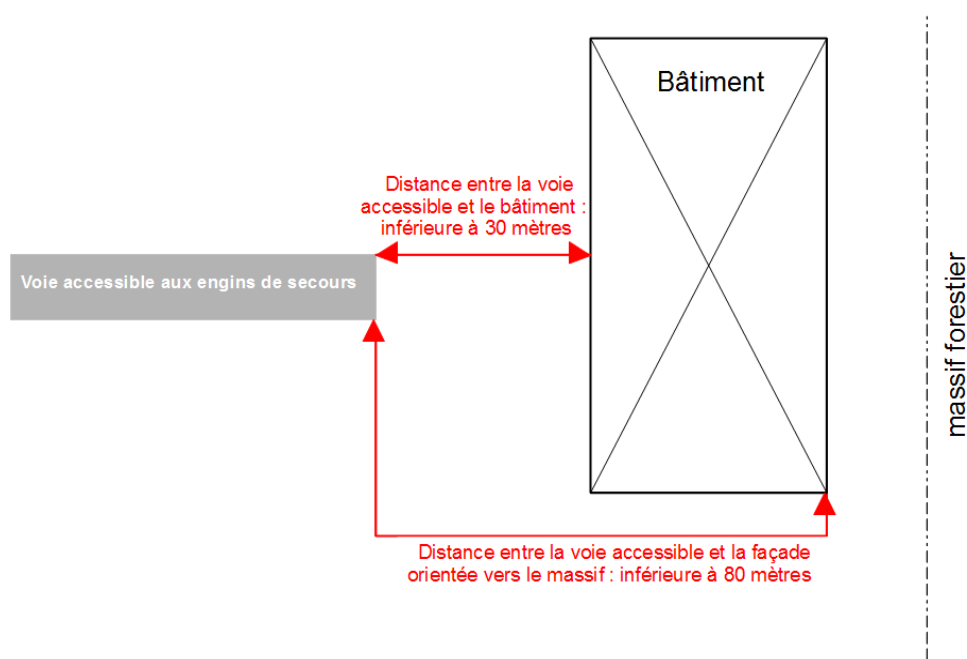 Bâtiment
Distance entre la voie
accessible et le bâtiment :
inférieure à 30 mètres
Voie accessible aux engins de secours
massif forestier
Distance entre la voie accessible et la façade
orientée vers le massif : inférieure à 80 mètres